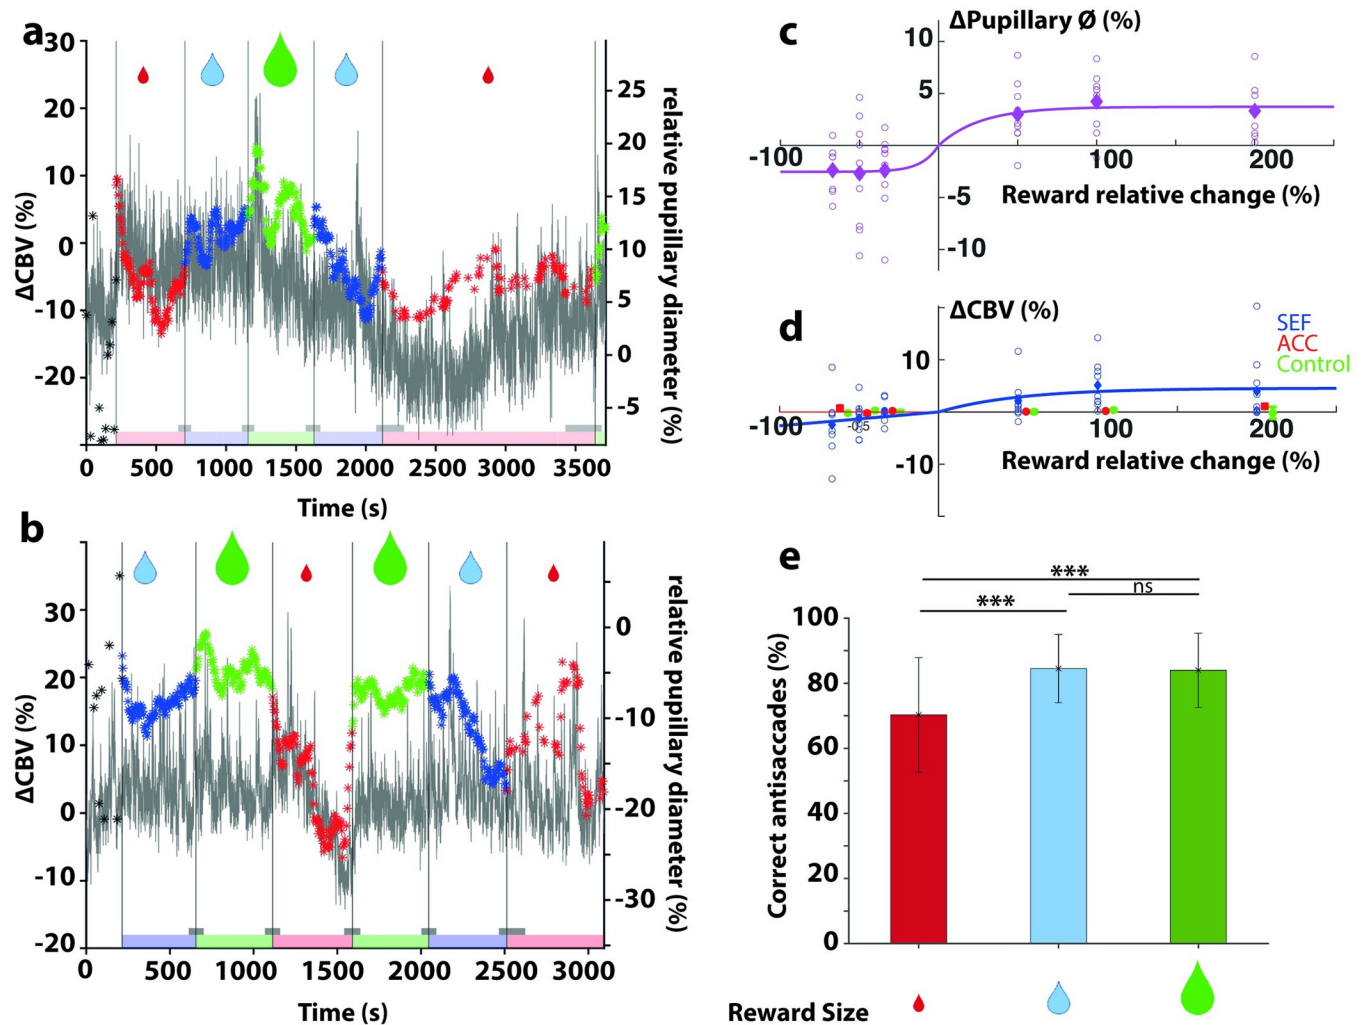 a
30
20
10
0
-10
-20
ΔCBV (%)
25
20
15
10
5
0
-5
relative pupillary diameter (%)
0 500 1000 1500 2000 2500 3000 3500
Time (s)
b
30
20
10
0
-10
-20
ΔCBV (%)
0
-10
-20
-30
relative pupillary diameter (%)
0 500 1000 1500 2000 2500 3000
Time (s)
c
ΔPupillary Ø (%)
10
5
-100 100 200
Reward relative change (%)
-5
-10
d
ΔCBV (%)
SEF
ACC
Control
10
-100 -0.5 100 200
Reward relative change (%)
-10
e
***
ns
***
100
80
60
40
20
0
Correct antisaccades (%)
Reward Size